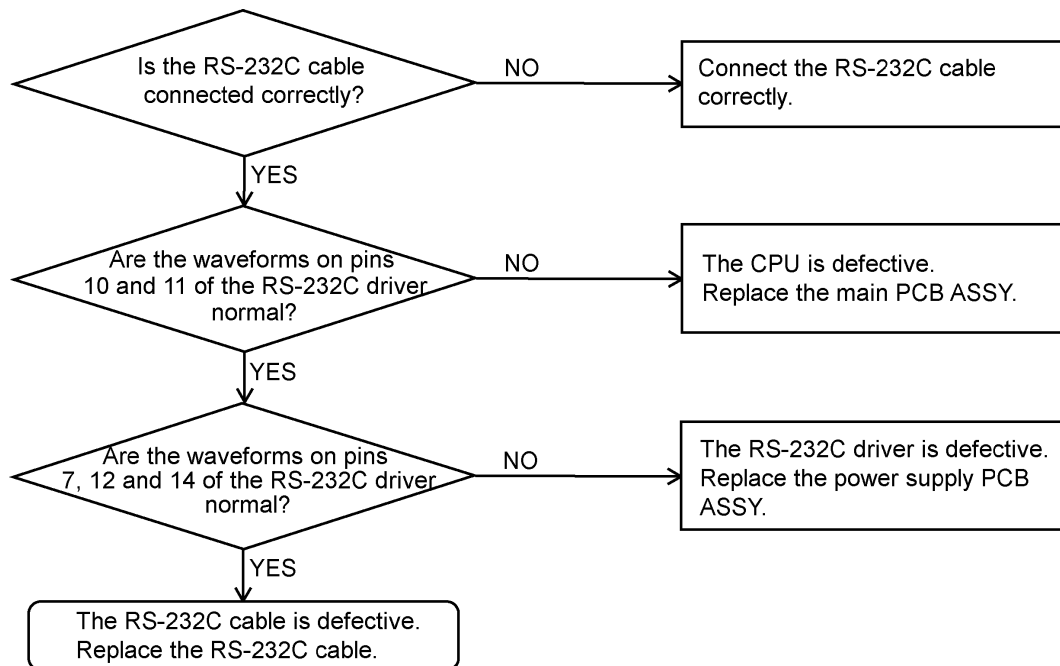 Is the RS-232C cable
connected correctly?
NO
Connect the RS-232C cable
correctly.
YES
Are the waveforms on pins
10 and 11 of the RS-232C driver
normal?
NO
The CPU is defective.
Replace the main PCB ASSY.
YES
Are the waveforms on pins
7, 12 and 14 of the RS-232C driver
normal?
NO
The RS-232C driver is defective.
Replace the power supply PCB
ASSY.
YES
The RS-232C cable is defective.
Replace the RS-232C cable.